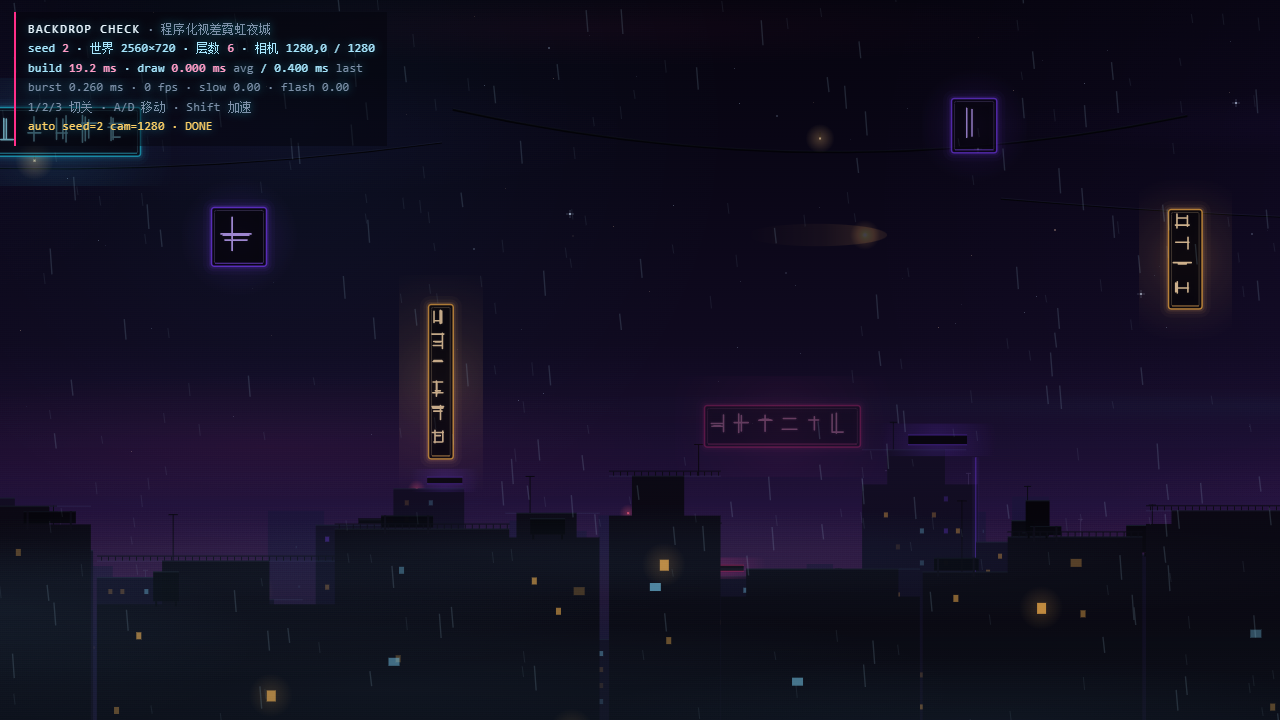 BACKDROP CHECK · 程序化视差霓虹夜城
seed 2 · 世界 2560×720 · 层数 6 · 相机 1280,0 / 1280
build 19.2 ms · draw 0.000 ms avg / 0.400 ms last
burst 0.260 ms · 0 fps · slow 0.00 · flash 0.00
1/2/3 切关 · A/D 移动 · Shift 加速
auto seed=2 cam=1280 · DONE